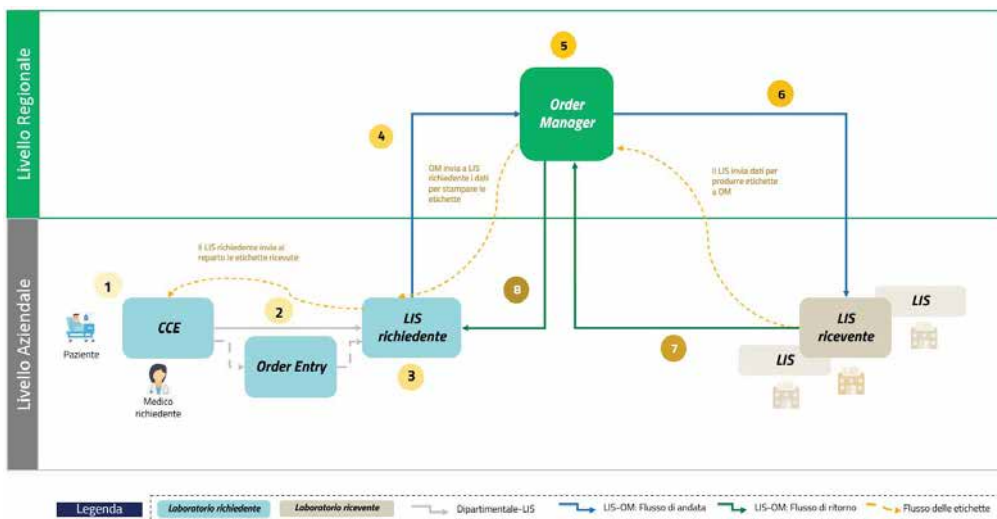 Livello Regionale
5
Order
Manager
6
4
OM invia a LIS
richiedente i dati
per stampare le
etichette
Il LIS invia dati per
produrre etichette
a OM
Livello Aziendale
Il LIS richiedente invia al
reparto le etichette ricevute
1
2
CCE
Paziente
Medico
richiedente
Order Entry
LIS
richiedente
3
8
7
LIS
LIS
ricevente
LIS
Legenda
Laboratorio richiedente
Laboratorio ricevente
Dipartimentale-LIS
LIS-OM: Flusso di andata
LIS-OM: Flusso di ritorno
Flusso delle etichette